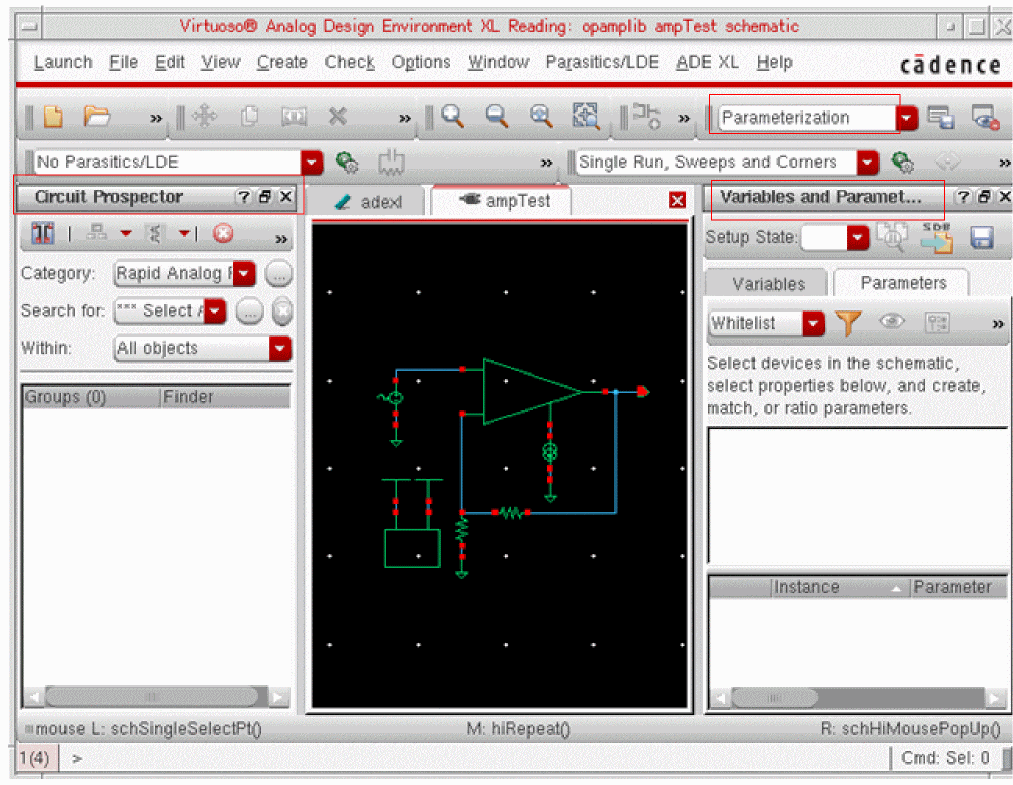 Virtuoso® Analog Design Environment XL Reading: opamplib ampTest schematic
Launch File Edit View Create Check Options Window Parasitics/LDE ADE XL Help cādence
» » » Parameterization
No Parasitics/LDE » Single Run, Sweeps and Corners »
Circuit Prospector ?
»
Category: Rapid Analog ...
Search for: *** Select ...
Within: All objects
Groups (0) Finder
adexl ampTest
Variables and Paramet... ?
Setup State: SDB
Variables Parameters
Whitelist »
Select devices in the schematic,
select properties below, and create,
match, or ratio parameters.
Instance Parameter
mouse L: schSingleSelectPt() M: hiRepeat() R: schHiMousePopUp()
1(4) > Cmd: Sel: 0